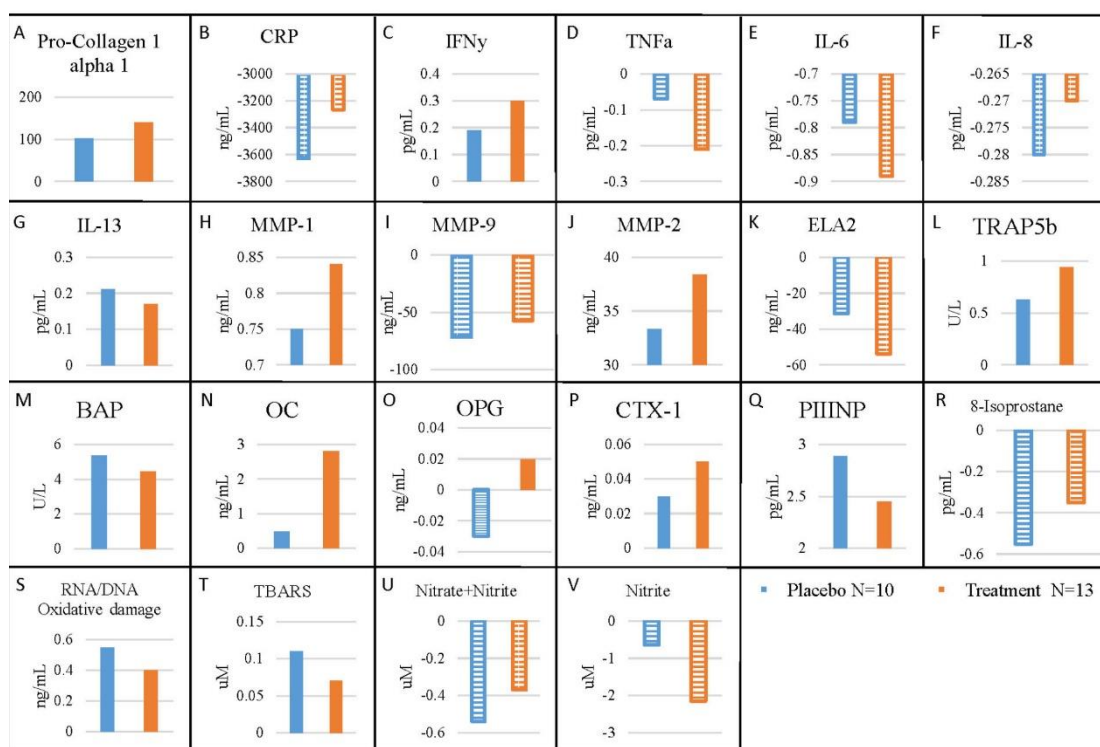 A Pro-Collagen 1
alpha 1
200
100
0
B CRP
ng/mL
-3000
-3200
-3400
-3600
-3800
C IFNy
pg/mL
0.4
0.3
0.2
0.1
0
D TNFa
pg/mL
0
-0.1
-0.2
-0.3
E IL-6
pg/mL
-0.7
-0.75
-0.8
-0.85
-0.9
F IL-8
pg/mL
-0.265
-0.27
-0.275
-0.28
-0.285
G IL-13
pg/mL
0.3
0.2
0.1
0
H MMP-1
ng/mL
0.85
0.8
0.75
0.7
I MMP-9
ng/mL
0
-50
-100
J MMP-2
ng/mL
40
35
30
K ELA2
ng/mL
0
-20
-40
-60
L TRAP5b
U/L
1
0.5
0
M BAP
U/L
6
4
2
0
N OC
ng/mL
3
2
1
0
O OPG
ng/mL
0.04
0.02
0
-0.02
-0.04
P CTX-1
ng/mL
0.06
0.04
0.02
0
Q PIIINP
pg/mL
3
2.5
2
R 8-Isoprostane
pg/mL
0
-0.2
-0.4
-0.6
S RNA/DNA
Oxidative damage
ng/mL
0.6
0.4
0.2
0
T TBARS
uM
0.15
0.1
0.05
0
U Nitrate+Nitrite
uM
0
-0.2
-0.4
-0.6
V Nitrite
uM
0
-1
-2
-3
Placebo N=10 Treatment N=13